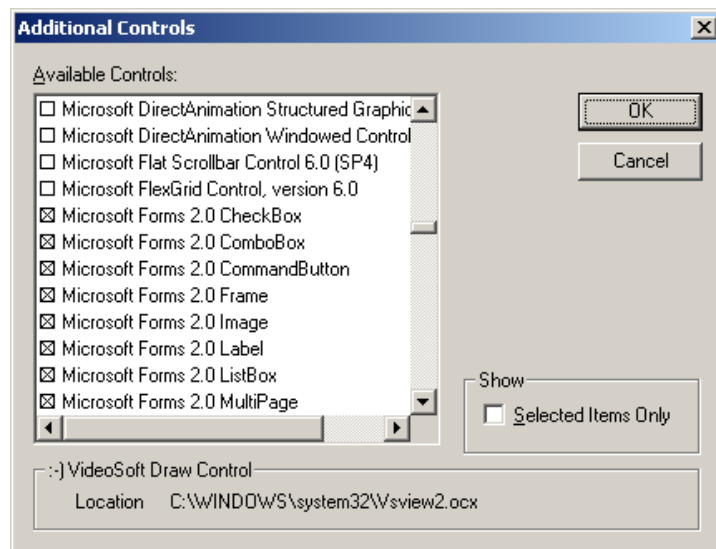 Additional Controls
Available Controls:
Microsoft DirectAnimation Structured Graphic
Microsoft DirectAnimation Windowed Control
Microsoft Flat Scrollbar Control 6.0 (SP4)
Microsoft FlexGrid Control, version 6.0
Microsoft Forms 2.0 CheckBox
Microsoft Forms 2.0 ComboBox
Microsoft Forms 2.0 CommandButton
Microsoft Forms 2.0 Frame
Microsoft Forms 2.0 Image
Microsoft Forms 2.0 Label
Microsoft Forms 2.0 ListBox
Microsoft Forms 2.0 MultiPage
OK
Cancel
Show
Selected Items Only
:-) VideoSoft Draw Control
Location C:\WINDOWS\system32\Vsview2.ocx